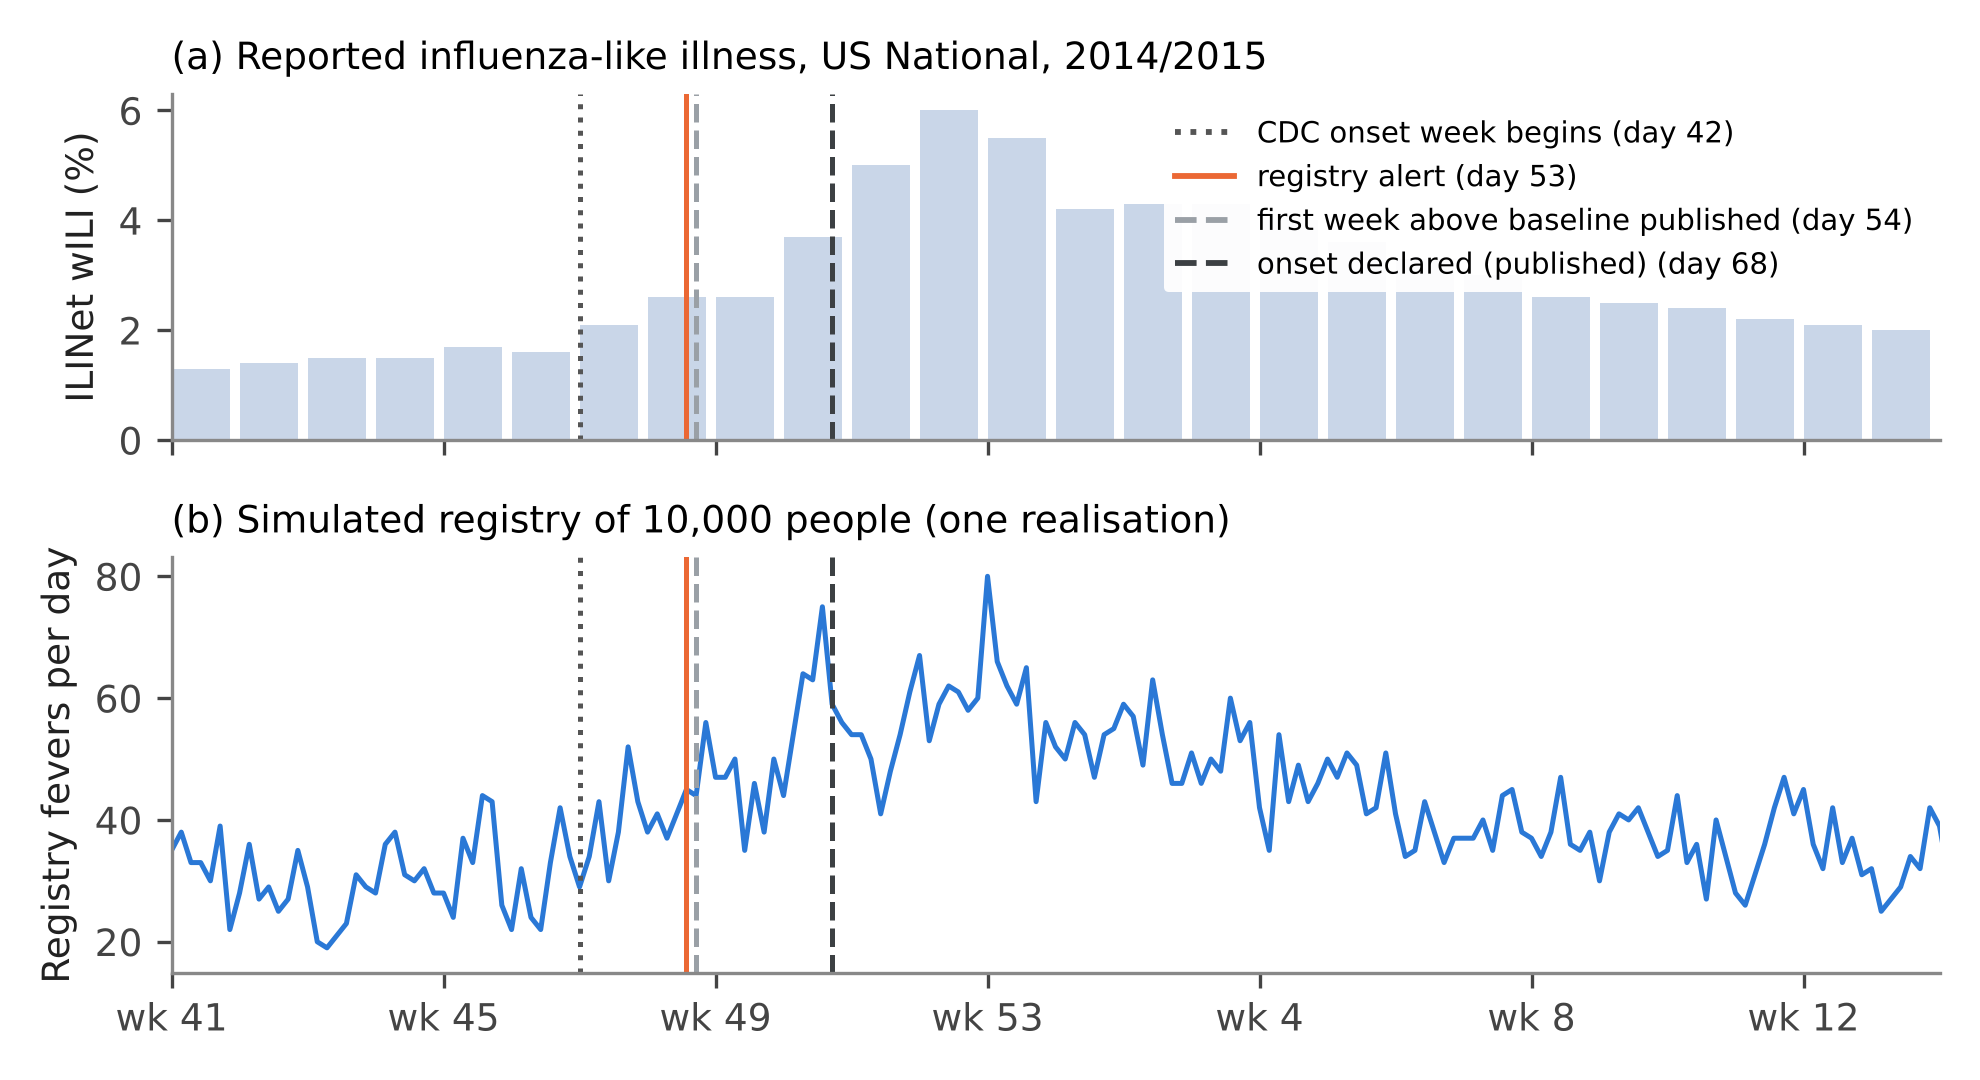 (a) Reported influenza-like illness, US National, 2014/2015
ILINet wILI (%)
6
4
2
0
CDC onset week begins (day 42)
registry alert (day 53)
first week above baseline published (day 54)
onset declared (published) (day 68)
(b) Simulated registry of 10,000 people (one realisation)
Registry fevers per day
80
60
40
20
wk 41 wk 45 wk 49 wk 53 wk 4 wk 8 wk 12